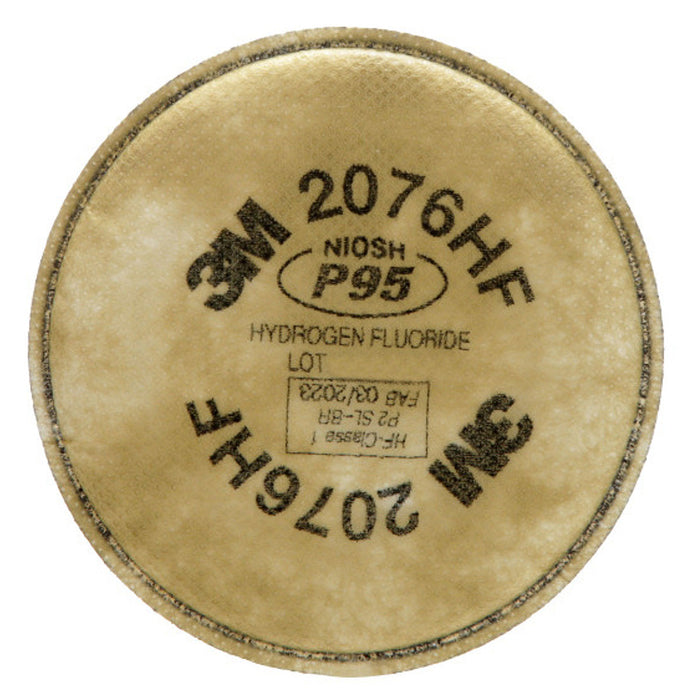 3M 2076HF
NIOSH
P95
HYDROGEN FLUORIDE
LOT
HF-Classe 1
P2 SL-BR
FAB 03/2023
3M 2076HF